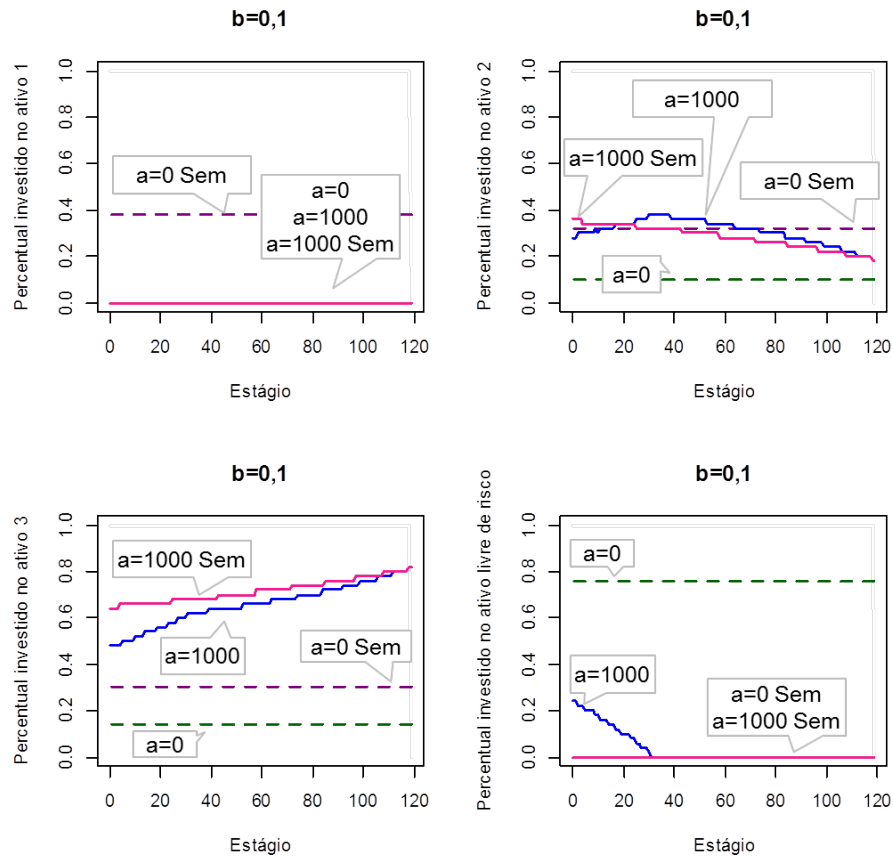 b=0,1
Percentual investido no ativo 1
1.0
0.8
0.6
0.4
0.2
0.0
a=0 Sem
a=0
a=1000
a=1000 Sem
0 20 40 60 80 100 120
Estágio
b=0,1
Percentual investido no ativo 2
1.0
0.8
0.6
0.4
0.2
0.0
a=1000
a=1000 Sem
a=0 Sem
a=0
0 20 40 60 80 100 120
Estágio
b=0,1
Percentual investido no ativo 3
1.0
0.8
0.6
0.4
0.2
0.0
a=1000 Sem
a=1000
a=0 Sem
a=0
0 20 40 60 80 100 120
Estágio
b=0,1
Percentual investido no ativo livre de risco
1.0
0.8
0.6
0.4
0.2
0.0
a=0
a=1000
a=0 Sem
a=1000 Sem
0 20 40 60 80 100 120
Estágio